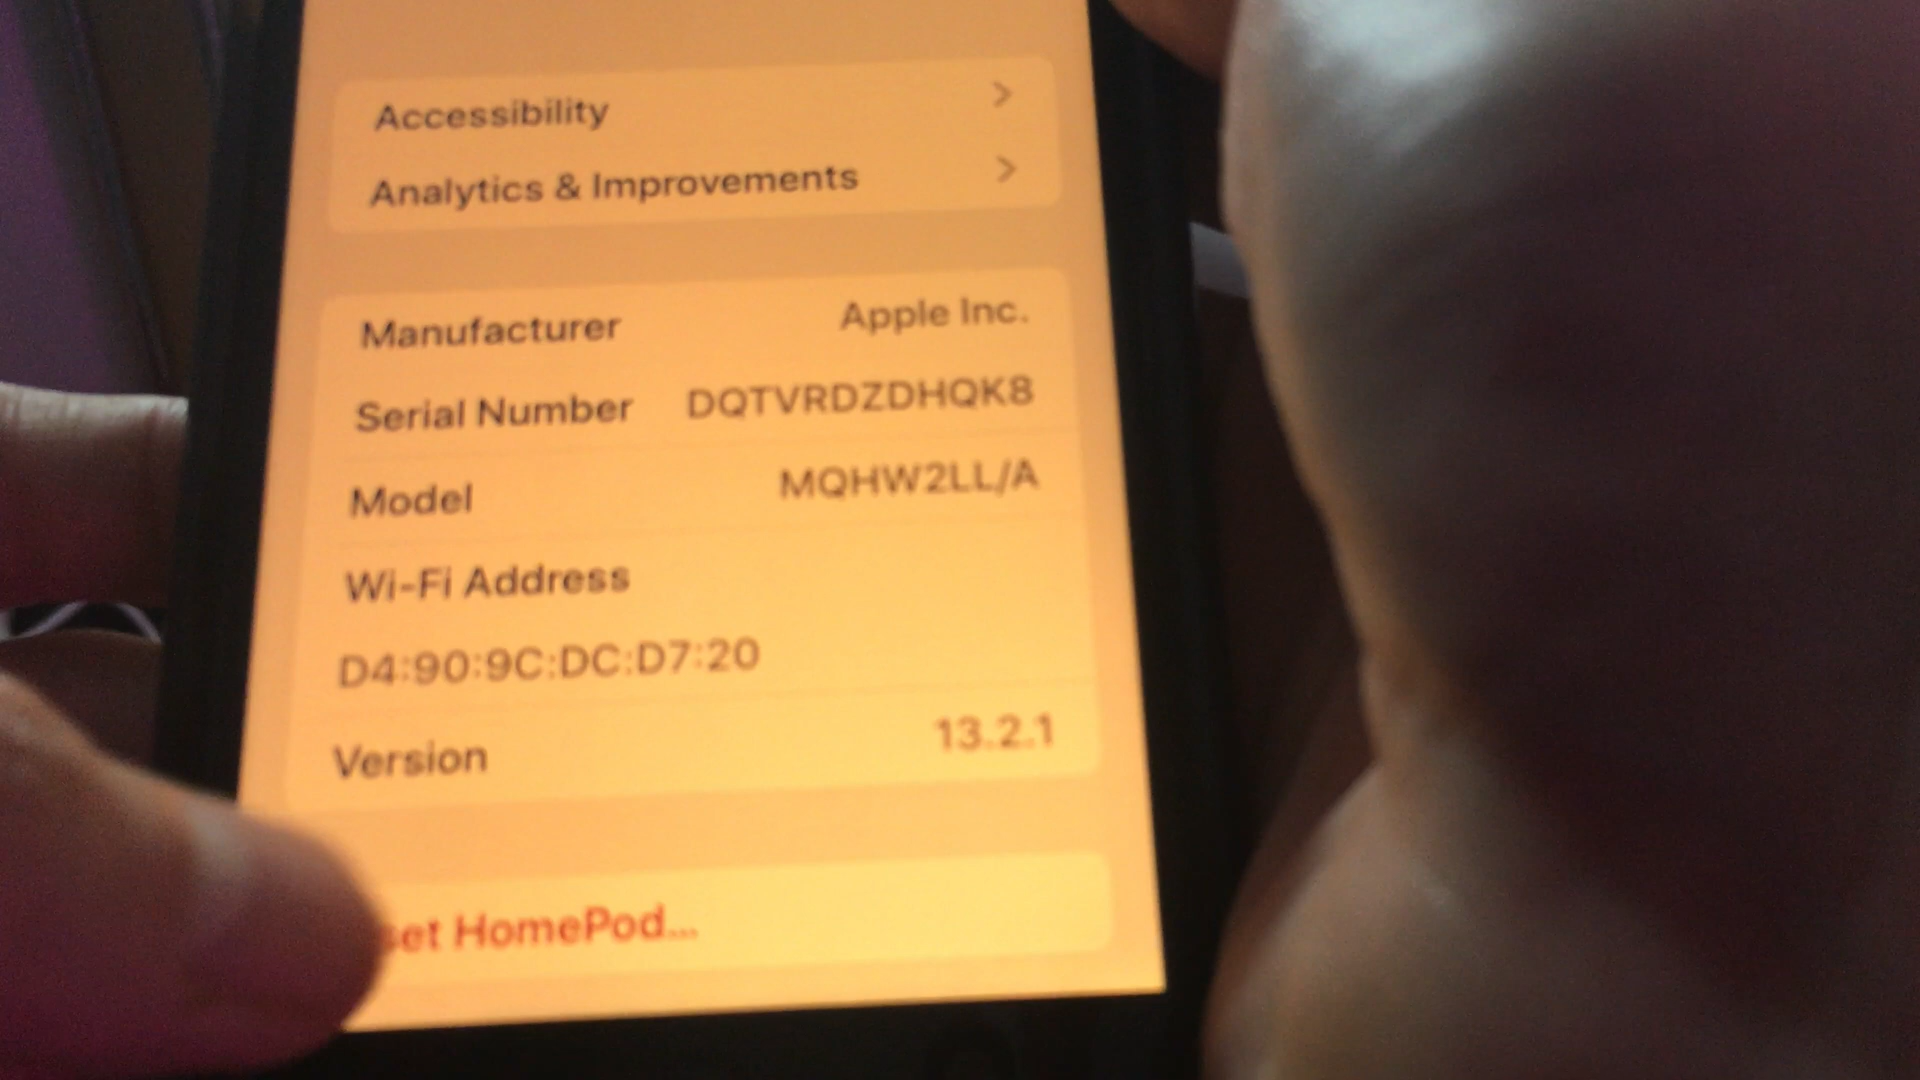 Accessibility
Analytics & Improvements
Manufacturer Apple Inc.
Serial Number DQTVRDZDHQK8
Model MQHW2LL/A
Wi-Fi Address
D4:90:9C:DC:D7:20
Version 13.2.1
set HomePod...